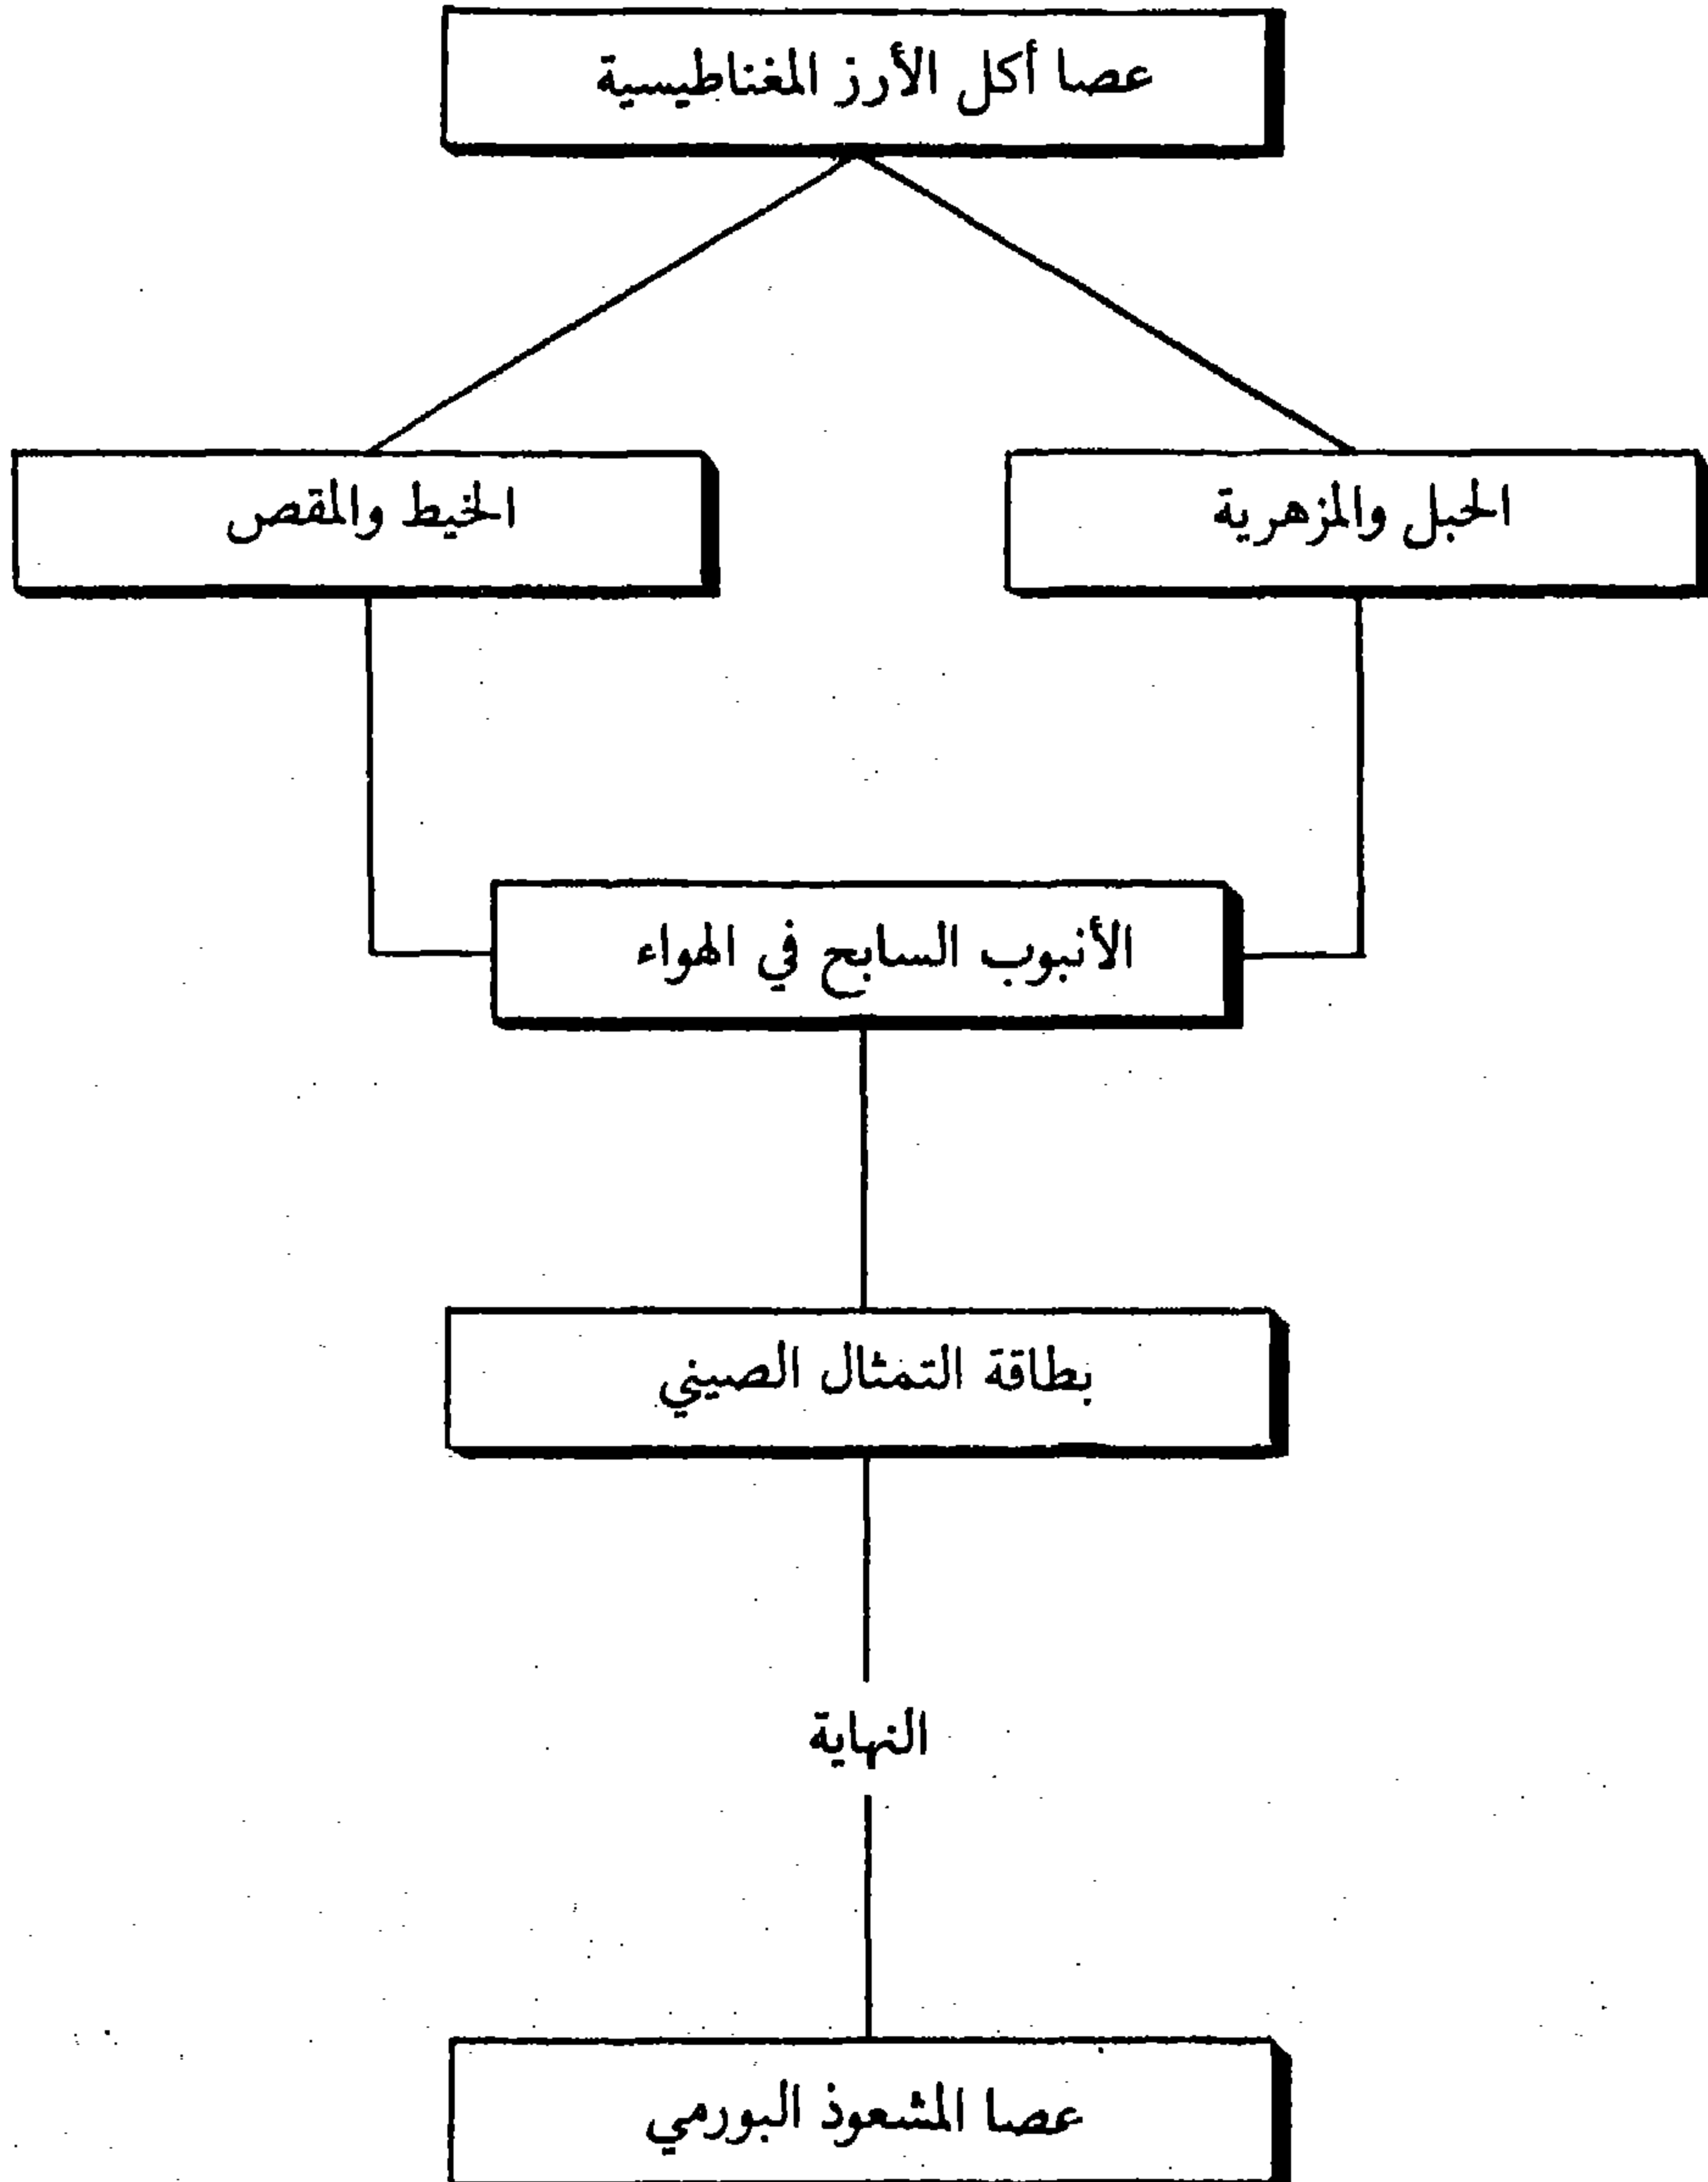 عصا أكل الأرز المغناطيسية
الحبل والمزهرية
الخيط والمقص
الأنبوب السابح في الهواء
بطاقة التمثال الصيني
النهاية
عصا المشعوذ البورمي